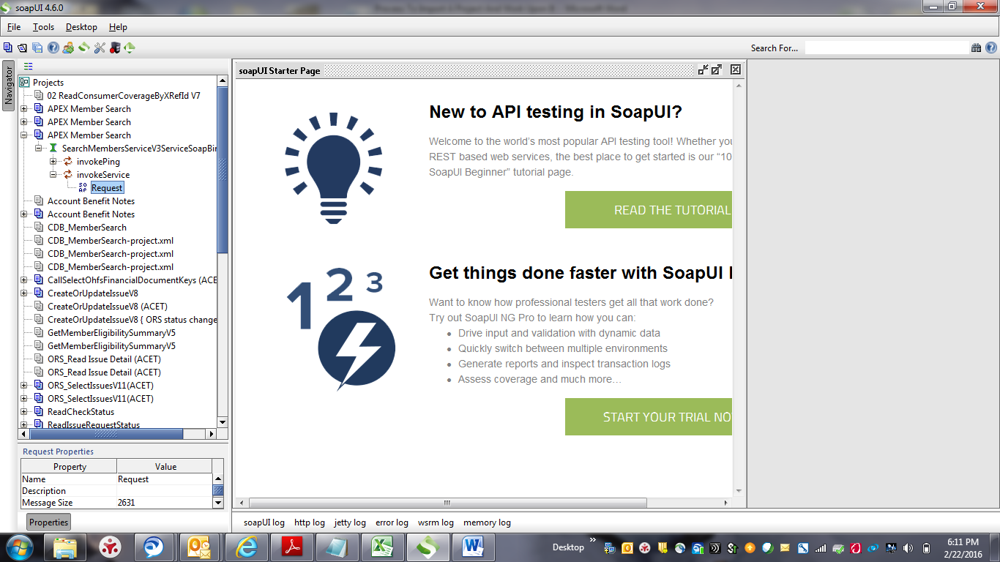 soapUI 4.6.0
File Tools Desktop Help
Search For...
Navigator
Projects
02 ReadConsumerCoverageByXRefId V7
APEX Member Search
APEX Member Search
APEX Member Search
SearchMembersServiceV3ServiceSoapBin
invokePing
invokeService
SO AP Request
Account Benefit Notes
Account Benefit Notes
CDB_MemberSearch
CDB_MemberSearch-project.xml
CDB_MemberSearch-project.xml
CDB_MemberSearch-project.xml
CallSelectOhfsFinancialDocumentKeys (ACE
CreateOrUpdateIssueV8
CreateOrUpdateIssueV8 (ACET)
CreateOrUpdateIssueV8 { ORS status change
GetMemberEligibilitySummaryV5
GetMemberEligibilitySummaryV5
ORS_Read Issue Detail (ACET)
ORS_Read Issue Detail (ACET)
ORS_SelectIssuesV11(ACET)
ORS_SelectIssuesV11(ACET)
ReadCheckStatus
ReadIssueRequestStatus
Request Properties
Property Value
Name Request
Description
Message Size 2631
Properties
soapUI Starter Page
New to API testing in SoapUI?
Welcome to the world's most popular API testing tool! Whether you
REST based web services, the best place to get started is our “10
SoapUI Beginner” tutorial page.
READ THE TUTORIAL
1 2 3
Get things done faster with SoapUI
Want to know how professional testers get all that work done?
Try out SoapUI NG Pro to learn how you can:
• Drive input and validation with dynamic data
• Quickly switch between multiple environments
• Generate reports and inspect transaction logs
• Assess coverage and much more…
START YOUR TRIAL NO
soapUI log http log jetty log error log wsrm log memory log
Desktop
6:11 PM
2/22/2016